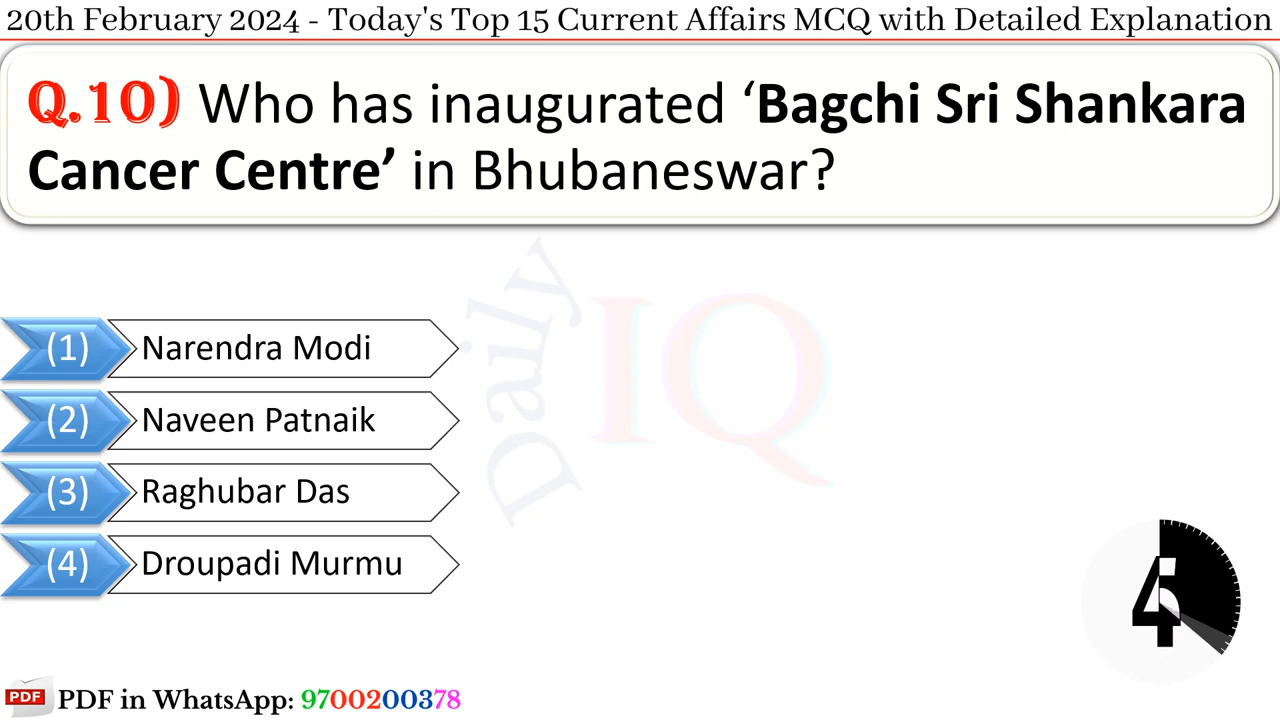 20th February 2024 - Today's Top 15 Current Affairs MCQ with Detailed Explanation
Q.10) Who has inaugurated ‘Bagchi Sri Shankara
Cancer Centre’ in Bhubaneswar?
Daily IQ
(1) Narendra Modi
(2) Naveen Patnaik
(3) Raghubar Das
(4) Droupadi Murmu
PDF PDF in WhatsApp: 9700200378